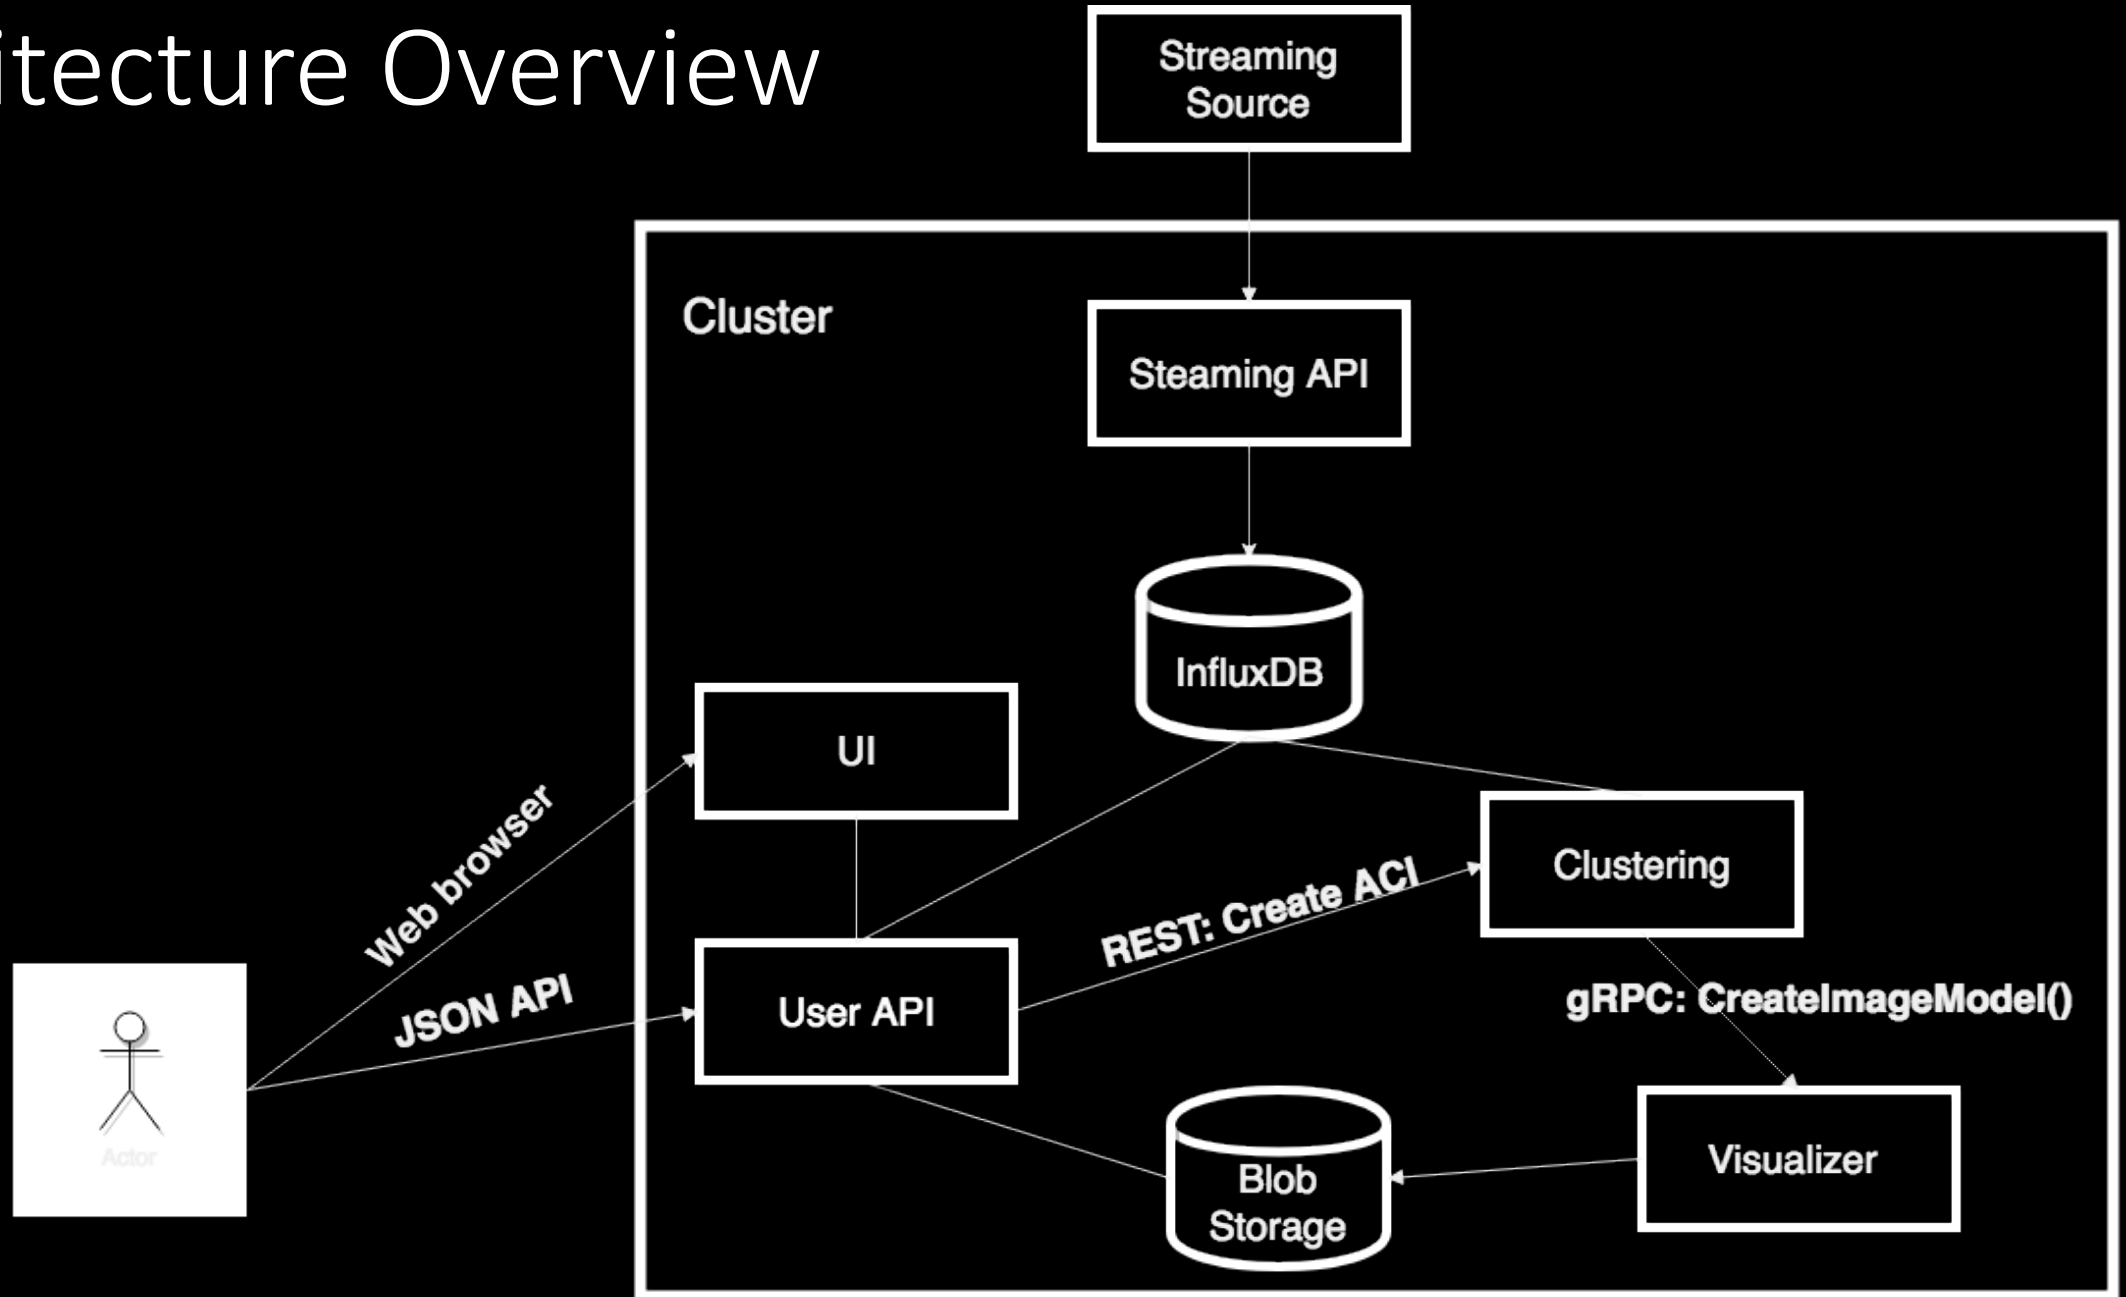 itecture Overview
Streaming
Source
Cluster
Steaming API
InfluxDB
UI
Web browser
Clustering
REST: Create ACI
JSON API
User API
gRPC: CreateImageModel()
Actor
Blob
Storage
Visualizer